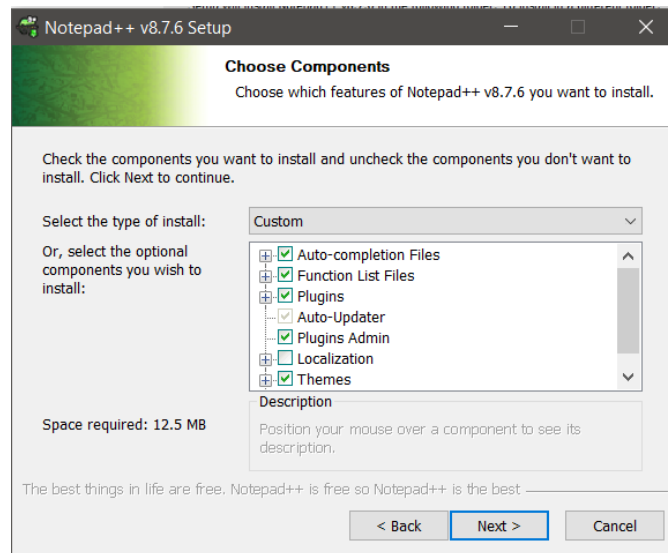 Notepad++ v8.7.6 Setup
Choose Components
Choose which features of Notepad++ v8.7.6 you want to install.
Check the components you want to install and uncheck the components you don't want to
install. Click Next to continue.
Select the type of install:
Custom
Or, select the optional
components you wish to
install:
Auto-completion Files
Function List Files
Plugins
Auto-Updater
Plugins Admin
Localization
Themes
Space required: 12.5 MB
Description
Position your mouse over a component to see its
description.
The best things in life are free. Notepad++ is free so Notepad++ is the best
< Back
Next >
Cancel